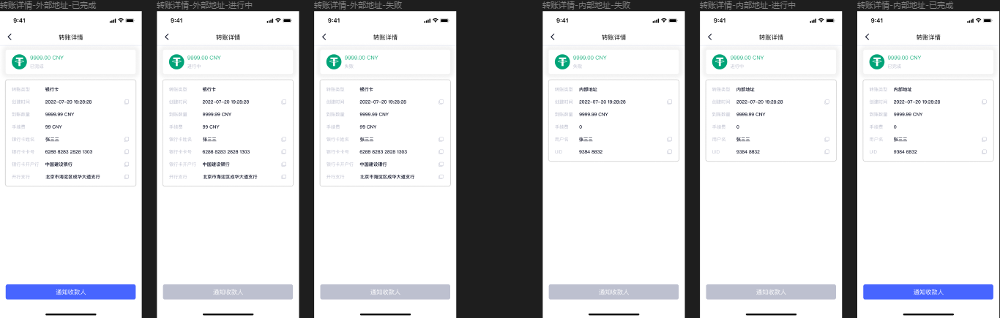 转账详情-外部地址-已完成
9:41
转账详情
9999.00 CNY
已完成
转账类型 银行卡
创建时间 2022-07-20 19:28:28
到账数量 9999.99 CNY
手续费 99 CNY
银行卡姓名 张三三
银行卡卡号 6288 8283 2828 1303
银行卡开户行 中国建设银行
开行支行 北京市海淀区成华大道支行
通知收款人
转账详情-外部地址-进行中
9:41
转账详情
9999.00 CNY
进行中
转账类型 银行卡
创建时间 2022-07-20 19:28:28
到账数量 9999.99 CNY
手续费 99 CNY
银行卡姓名 张三三
银行卡卡号 6288 8283 2828 1303
银行卡开户行 中国建设银行
开行支行 北京市海淀区成华大道支行
通知收款人
转账详情-外部地址-失败
9:41
转账详情
9999.00 CNY
失败
转账类型 银行卡
创建时间 2022-07-20 19:28:28
到账数量 9999.99 CNY
手续费 99 CNY
银行卡姓名 张三三
银行卡卡号 6288 8283 2828 1303
银行卡开户行 中国建设银行
开行支行 北京市海淀区成华大道支行
通知收款人
转账详情-内部地址-失败
9:41
转账详情
9999.00 CNY
失败
转账类型 内部地址
创建时间 2022-07-20 19:28:28
到账数量 9999.99 CNY
手续费 0
用户名 张三三
UID 9384 8832
通知收款人
转账详情-内部地址-进行中
9:41
转账详情
9999.00 CNY
进行中
转账类型 内部地址
创建时间 2022-07-20 19:28:28
到账数量 9999.99 CNY
手续费 0
用户名 张三三
UID 9384 8832
通知收款人
转账详情-内部地址-已完成
9:41
转账详情
9999.00 CNY
已完成
转账类型 内部地址
创建时间 2022-07-20 19:28:28
到账数量 9999.99 CNY
手续费 0
用户名 张三三
UID 9384 8832
通知收款人